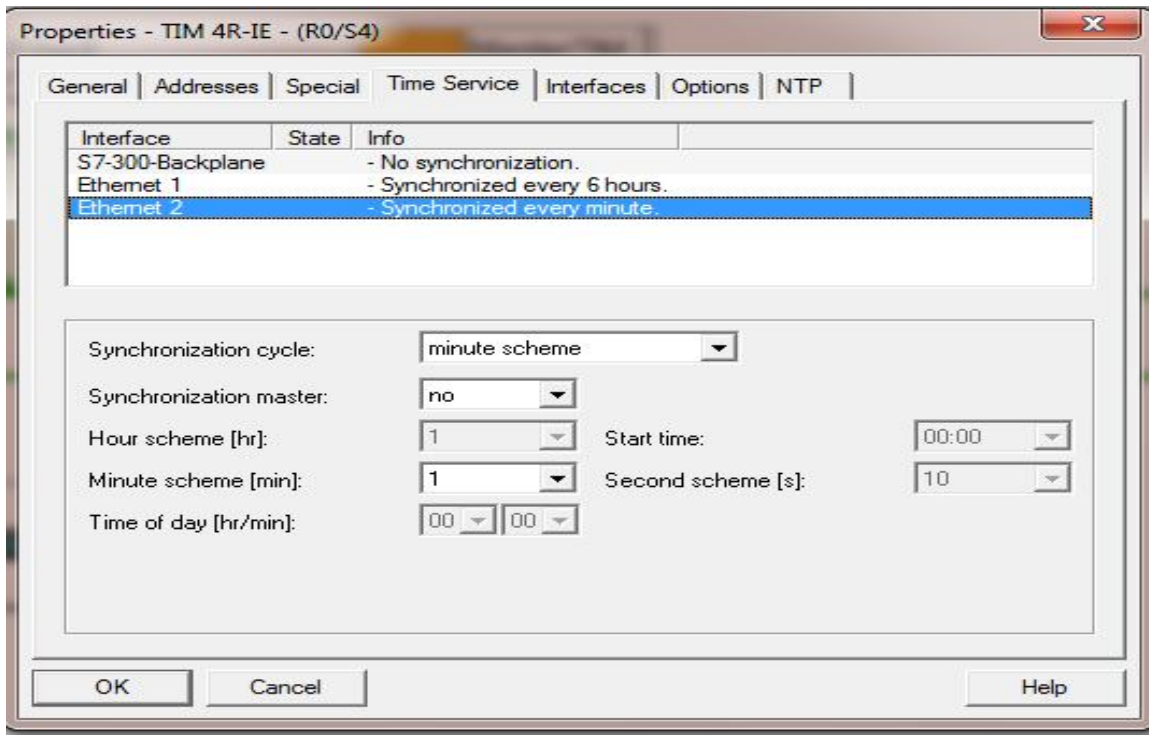 Properties - TIM 4R-IE - (R0/S4)
General Addresses Special Time Service Interfaces Options NTP
Interface State Info
S7-300-Backplane - No synchronization.
Ethernet 1 - Synchronized every 6 hours.
Ethernet 2 - Synchronized every minute.
Synchronization cycle: minute scheme
Synchronization master: no
Hour scheme [hr]: 1 Start time: 00:00
Minute scheme [min]: 1 Second scheme [s]: 10
Time of day [hr/min]: 00 00
OK Cancel Help